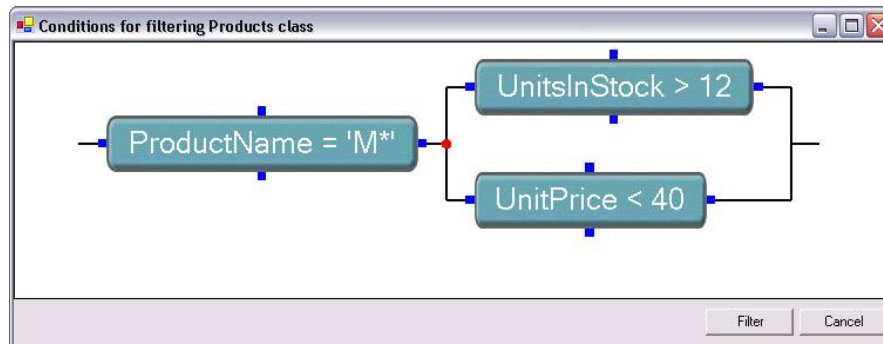 Conditions for filtering Products class
UnitsInStock > 12
ProductName = 'M*'
UnitPrice < 40
Filter
Cancel